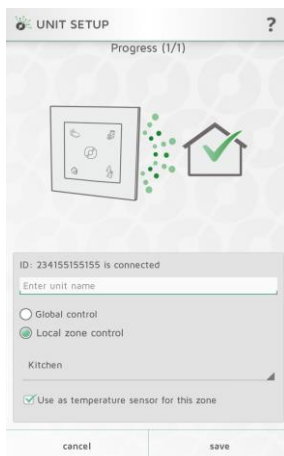 UNIT SETUP ?
Progress (1/1)
ID: 234155155155 is connected
Enter unit name
Global control
Local zone control
Kitchen
Use as temperature sensor for this zone
cancel save